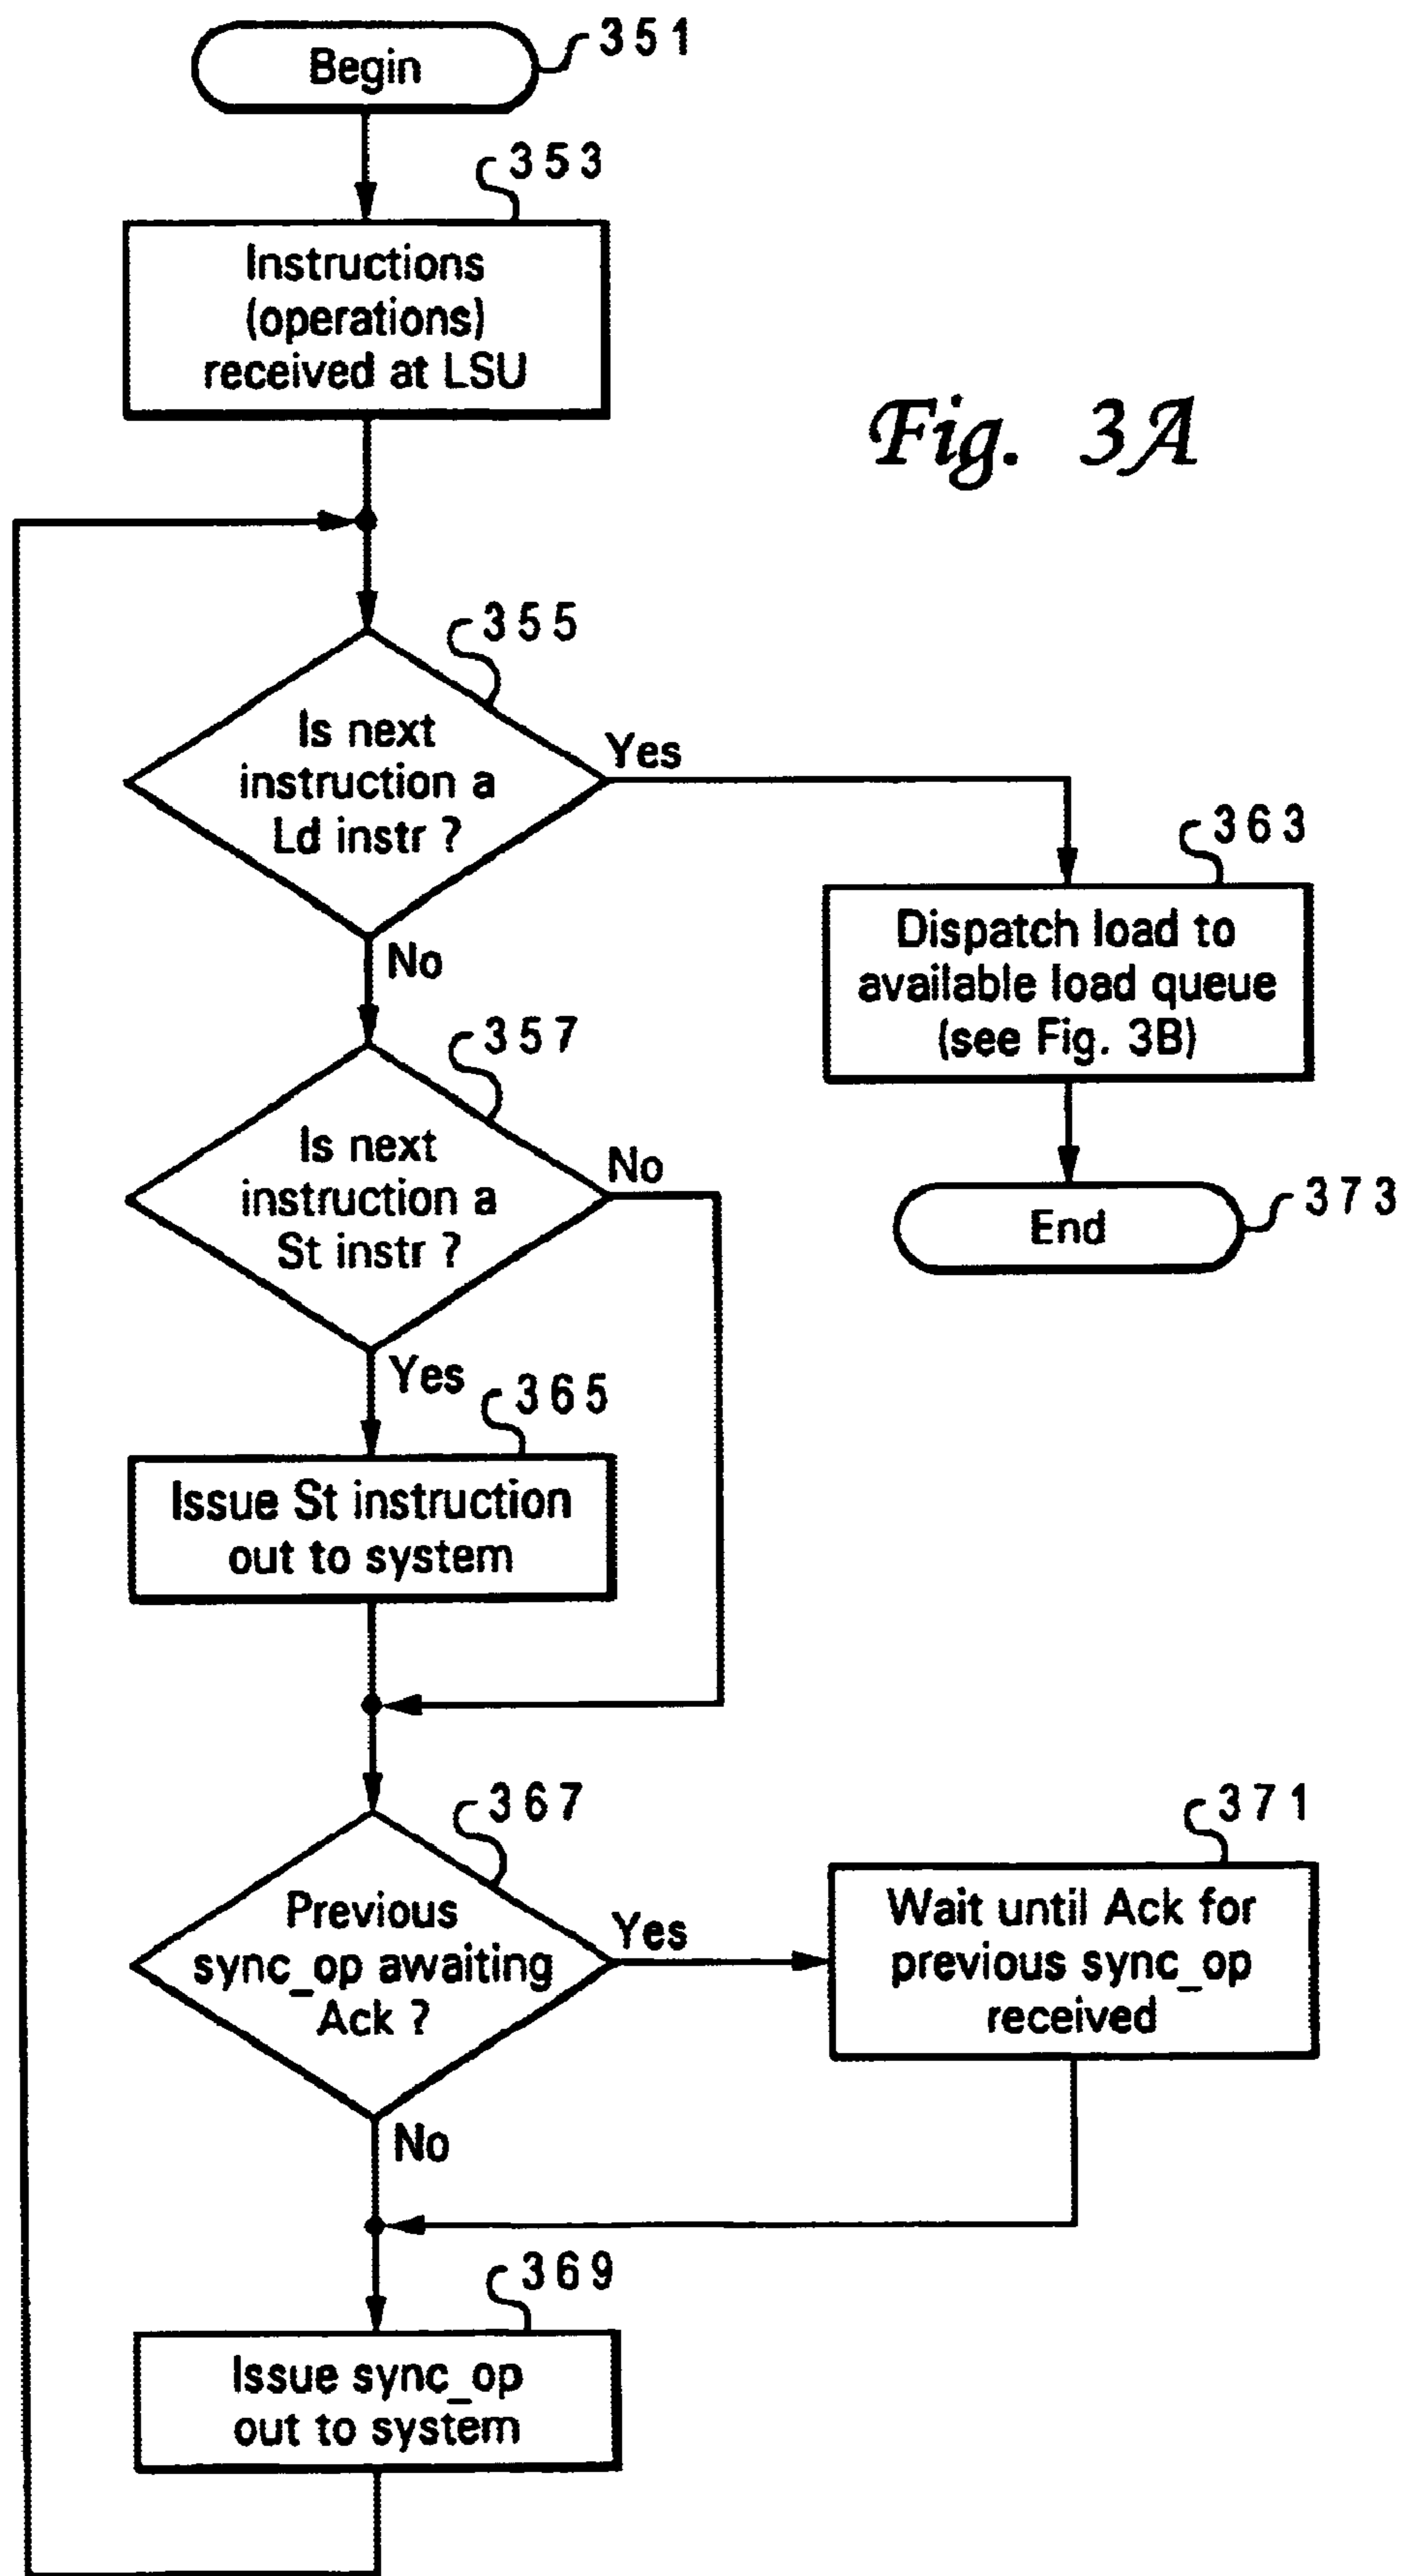 Begin
351
353
Instructions
(operations)
received at LSU
Fig. 3A
355
Is next
instruction a
Ld instr ?
Yes
No
363
Dispatch load to
available load queue
(see Fig. 3B)
357
Is next
instruction a
St instr ?
No
Yes
End
373
365
Issue St instruction
out to system
367
Previous
sync_op awaiting
Ack ?
Yes
No
371
Wait until Ack for
previous sync_op
received
369
Issue sync_op
out to system